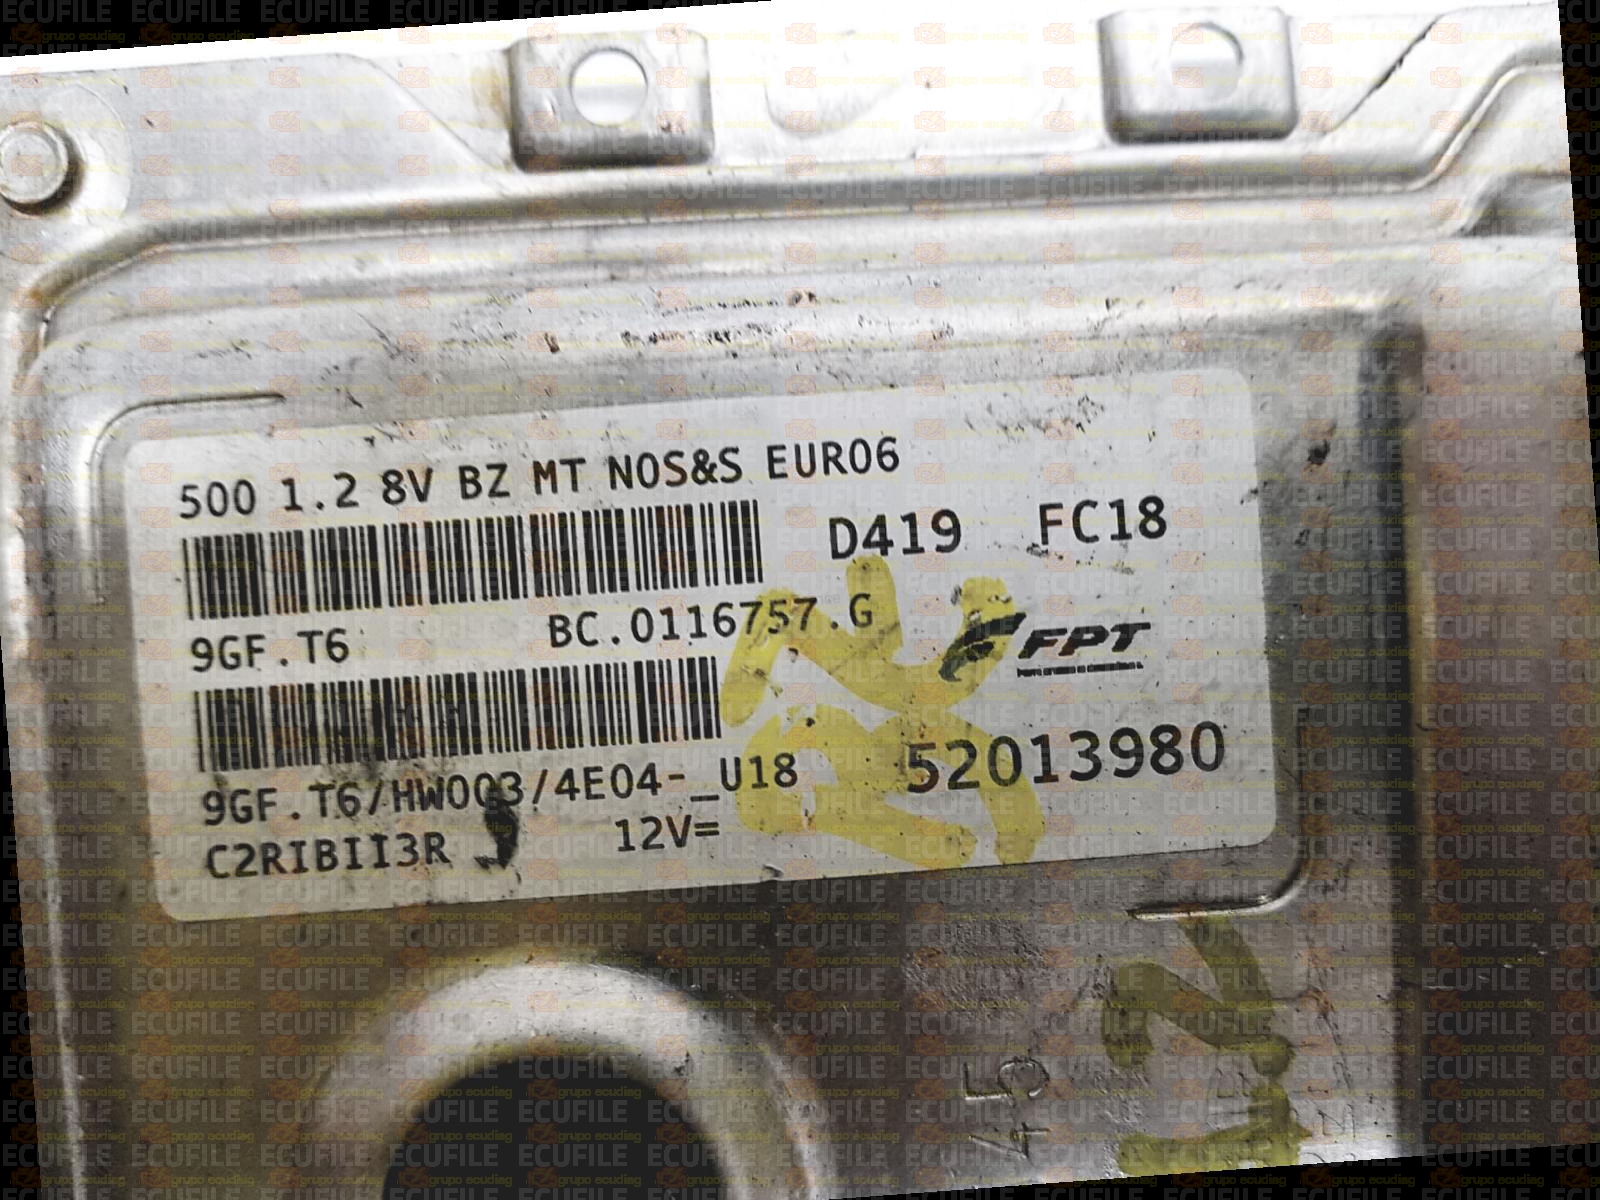 500 1.2 8V BZ MT NOS&S EURO6
D419 FC18
9GF.T6 BC.0116757.G
FPT
9GF.T6/HW003/4E04-_U18 52013980
C2RIBII3R 12V=
45
ECUFILE
grupo ecudiag